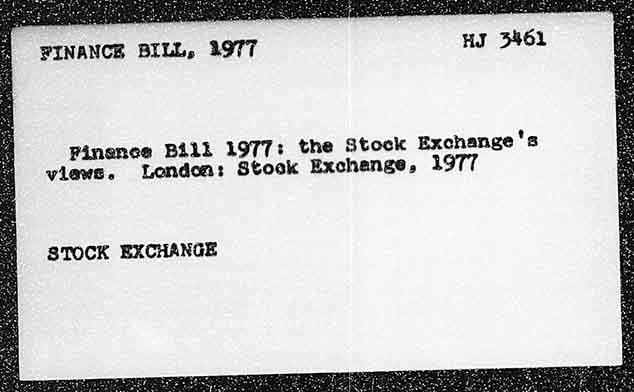 FINANCE BILL, 1977
HJ 3461
Finance Bill 1977: the Stock Exchange's
views. London: Stock Exchange, 1977
STOCK EXCHANGE